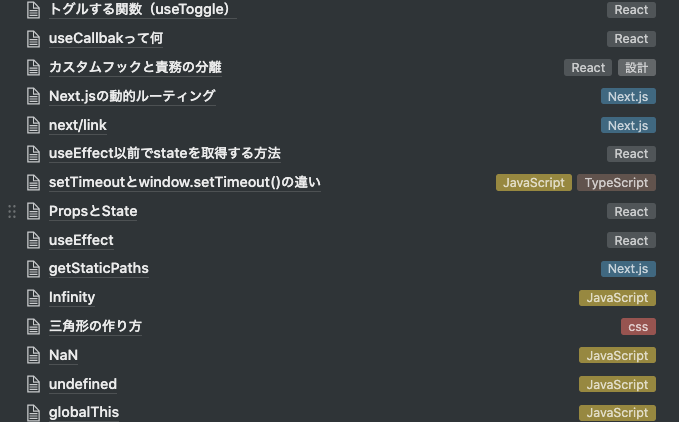 トグルする関数（useToggle） React
useCallbakって何 React
カスタムフックと責務の分離 React 設計
Next.jsの動的ルーティング Next.js
next/link Next.js
useEffect以前でstateを取得する方法 React
setTimeoutとwindow.setTimeout()の違い JavaScript TypeScript
PropsとState React
useEffect React
getStaticPaths Next.js
Infinity JavaScript
三角形の作り方 css
NaN JavaScript
undefined JavaScript
globalThis JavaScript